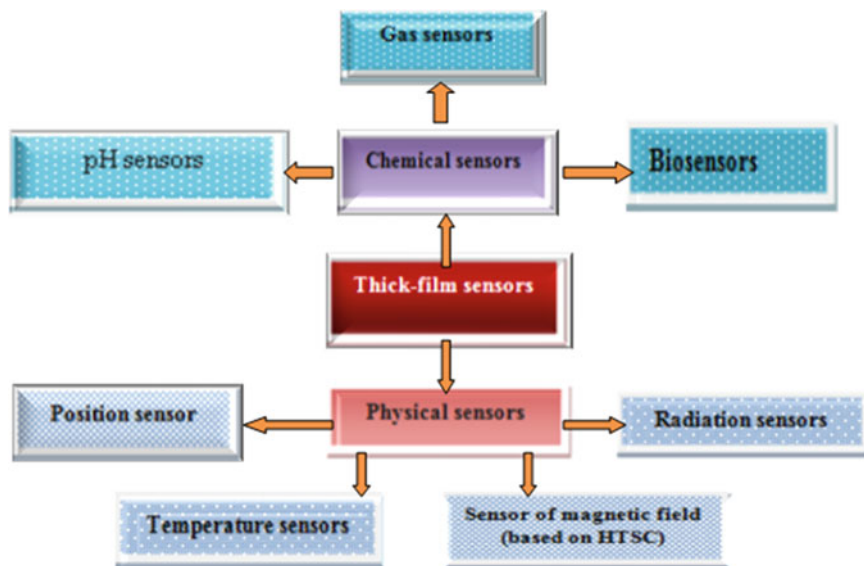 Gas sensors
pH sensors
Chemical sensors
Biosensors
Thick-film sensors
Position sensor
Physical sensors
Radiation sensors
Temperature sensors
Sensor of magnetic field
(based on HTSC)